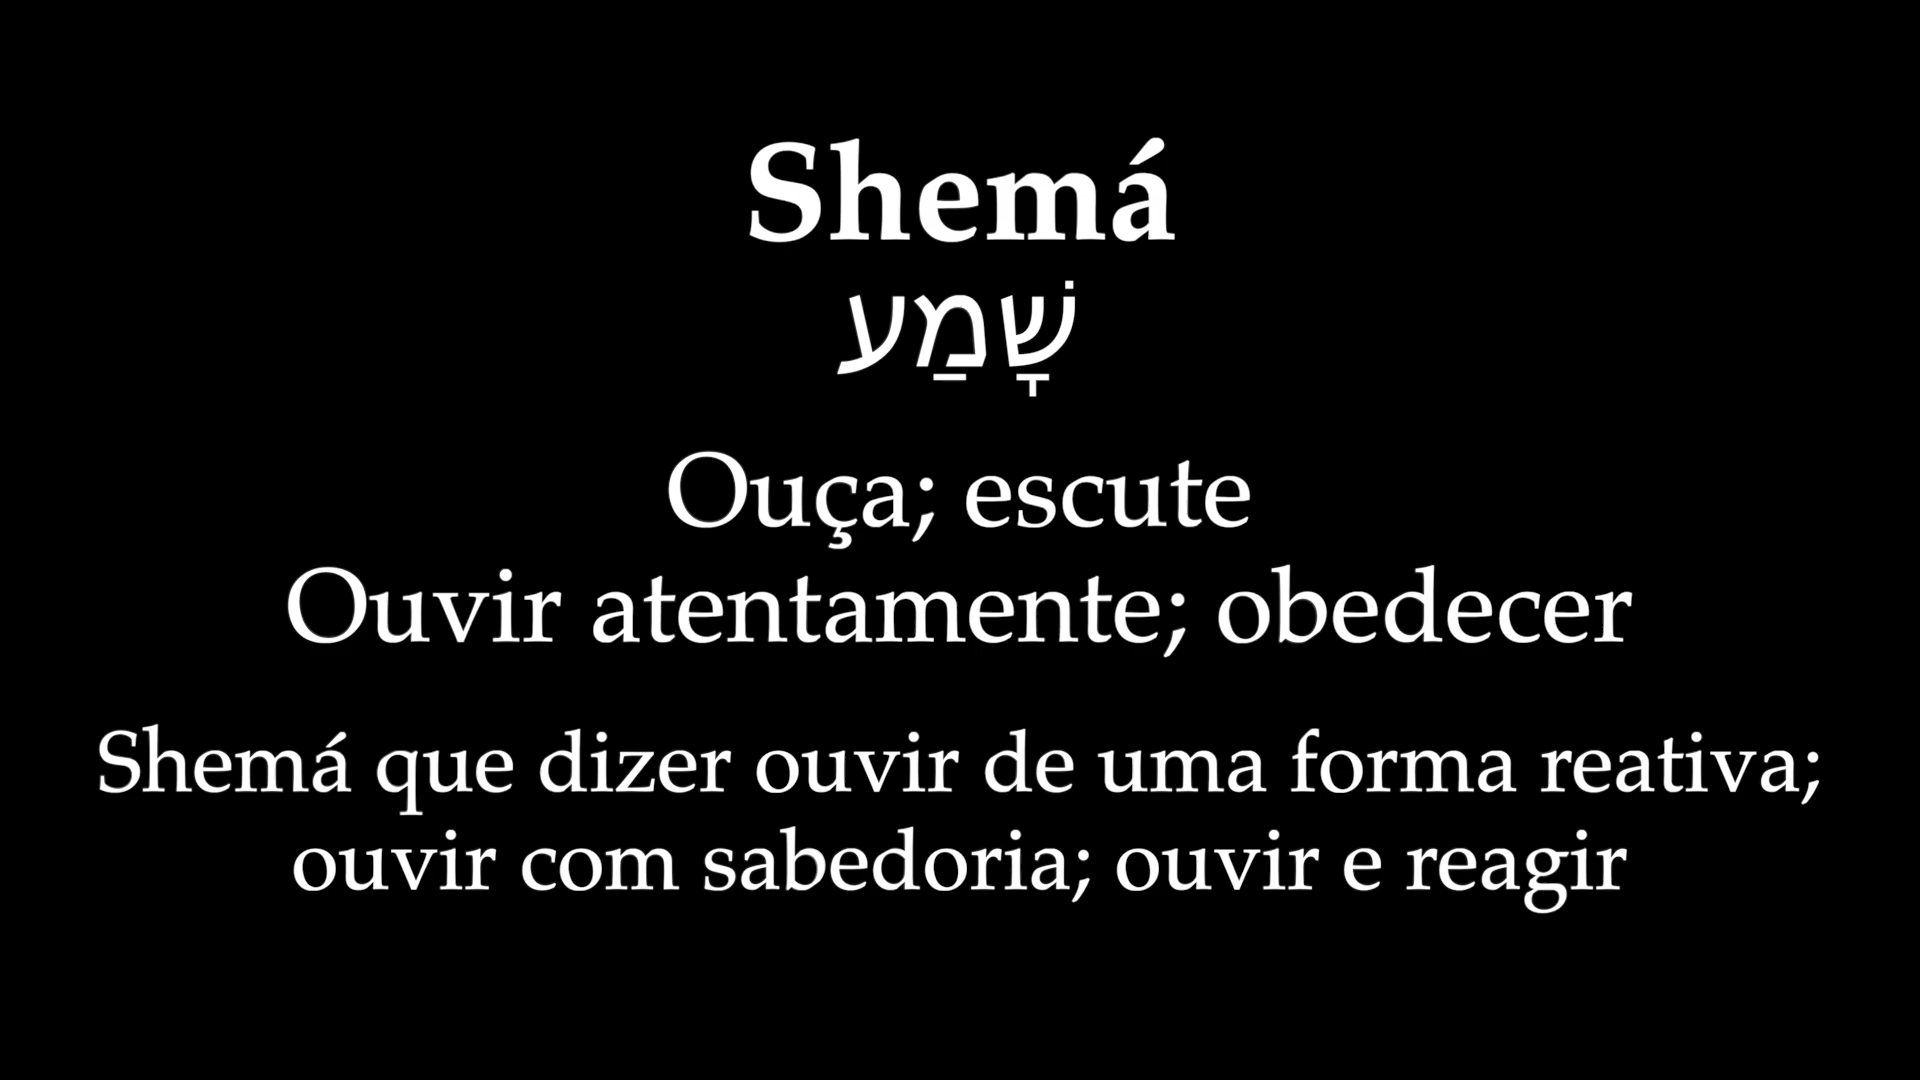 Shemá
שָׁמַע
Ouça; escute
Ouvir atentamente; obedecer
Shemá que dizer ouvir de uma forma reativa;
ouvir com sabedoria; ouvir e reagir